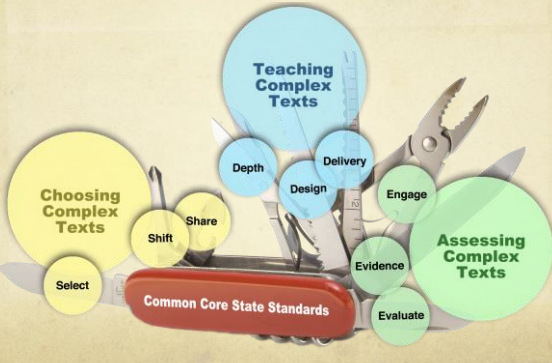 Teaching
Complex
Texts
Depth
Design
Delivery
Choosing
Complex
Texts
Select
Shift
Share
Engage
Evidence
Evaluate
Assessing
Complex
Texts
Common Core State Standards
12